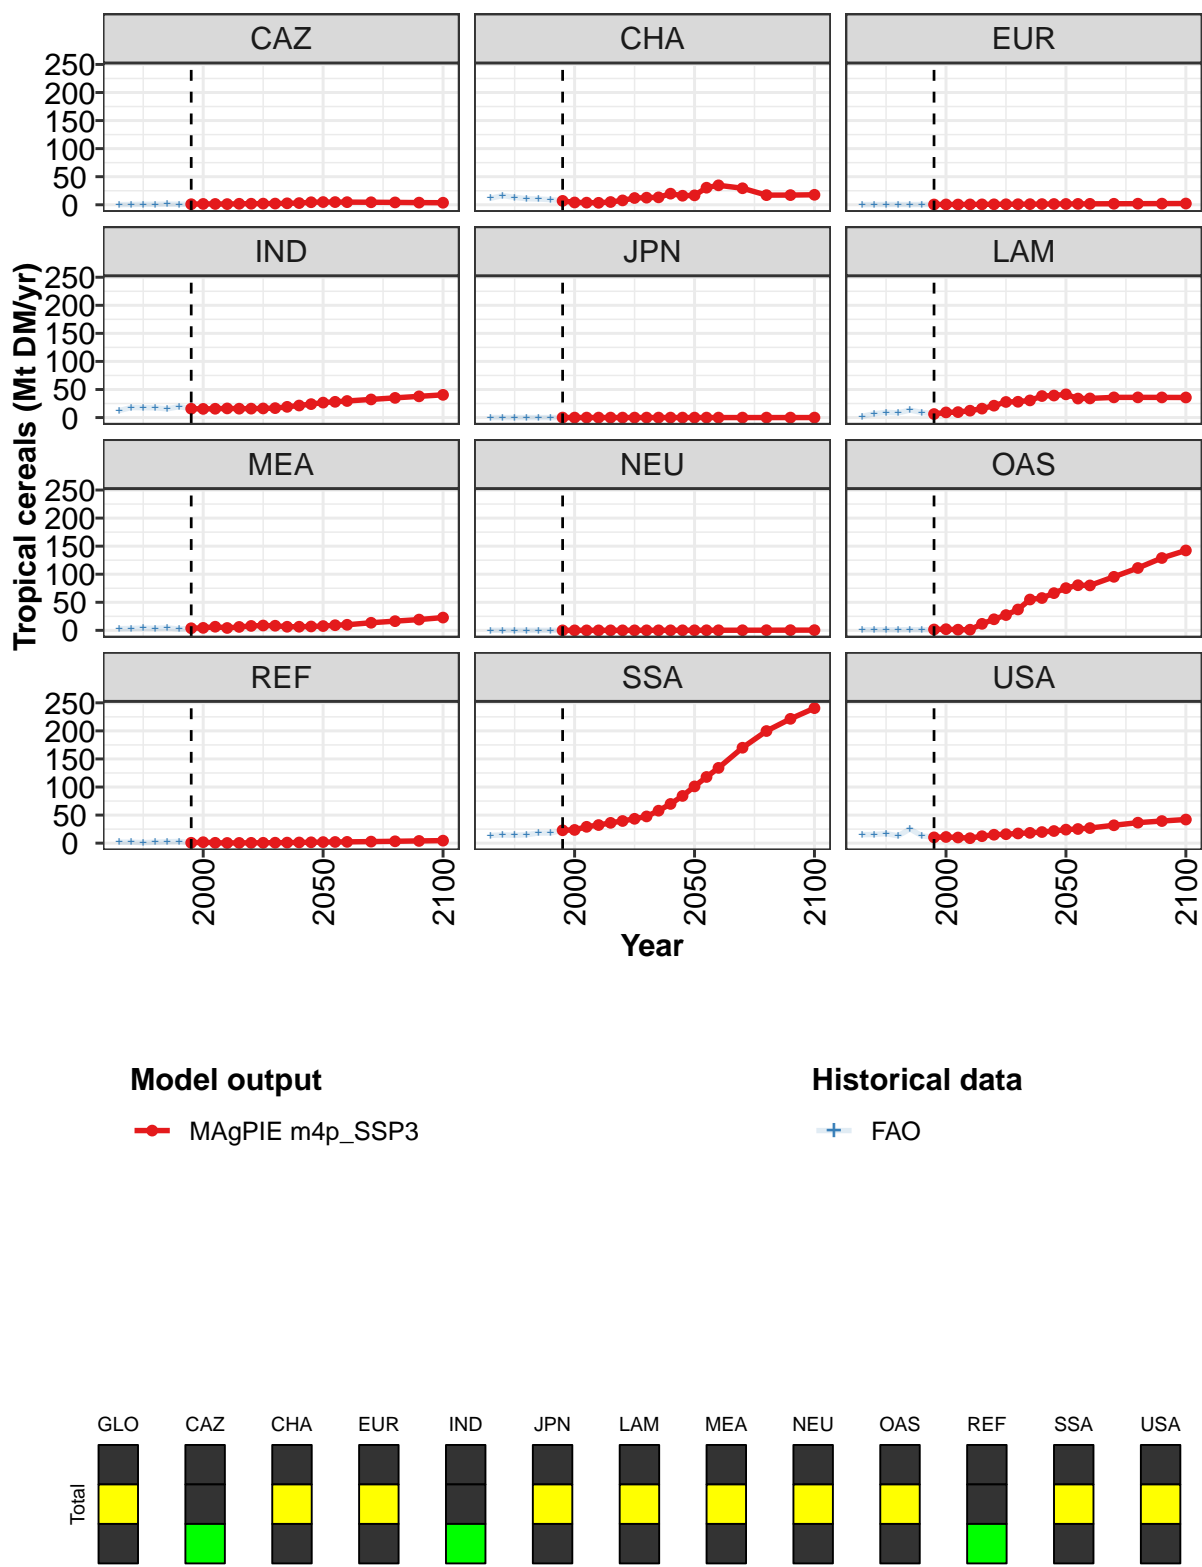 CAZ CHA EUR
250
200
150
100
50
0
IND JPN LAM
250
200
150
100
50
0
MEA NEU OAS
250
200
150
100
50
0
REF SSA USA
250
200
150
100
50
0
Tropical cereals (Mt DM/yr)
2000 2050 2100 2000 2050 2100 2000 2050 2100
Year
Model output Historical data
MAgPIE m4p_SSP3 FAO
GLO CAZ CHA EUR IND JPN LAM MEA NEU OAS REF SSA USA
Total